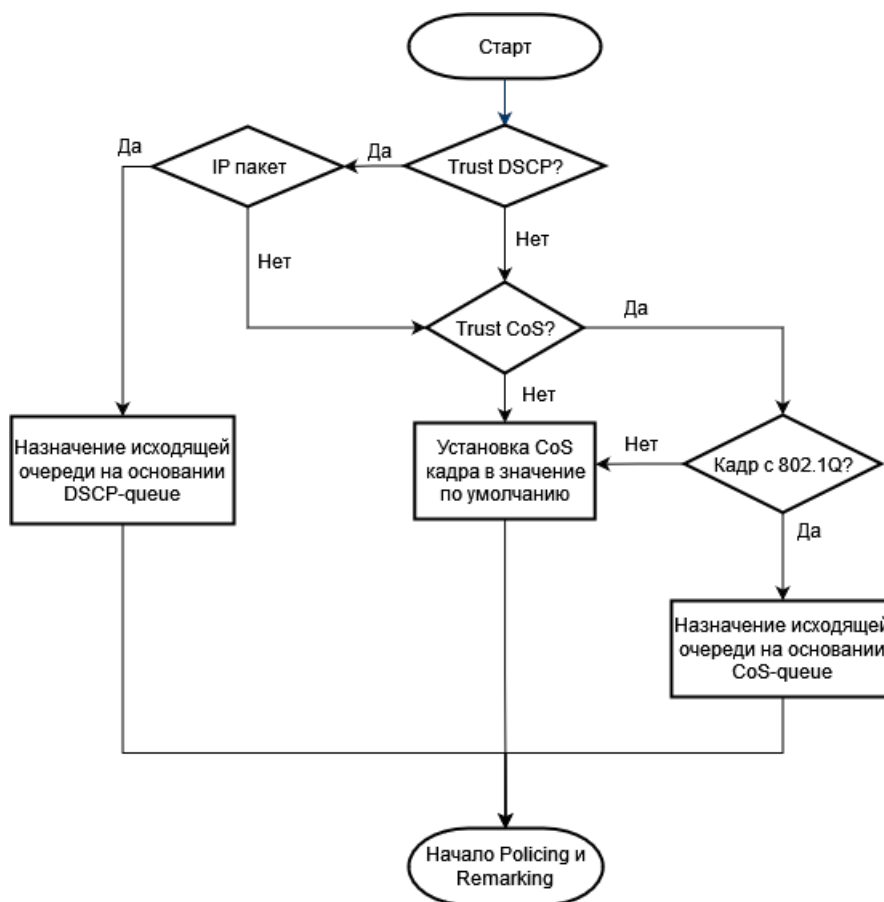 Старт
Да
IP пакет
Да
Trust DSCP?
Нет
Нет
Trust CoS?
Да
Нет
Назначение исходящей
очереди на основании
DSCP-queue
Установка CoS
кадра в значение
по умолчанию
Нет
Кадр с 802.1Q?
Да
Назначение исходящей
очереди на основании
CoS-queue
Начало Policing и
Remarking